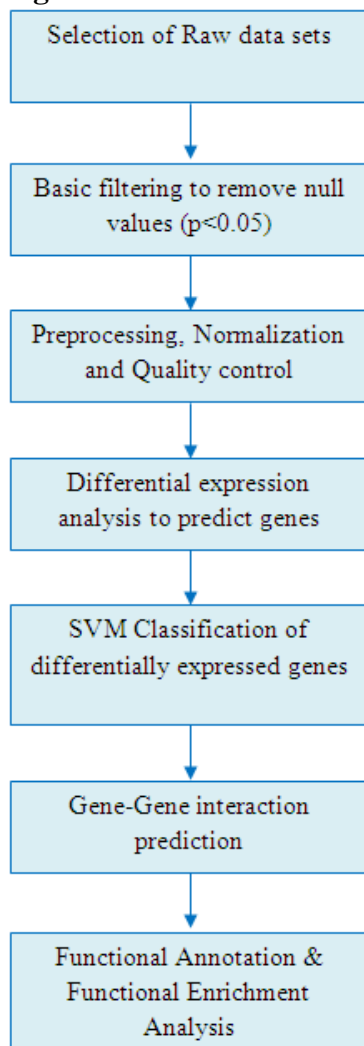 Selection of Raw data sets
Basic filtering to remove null
values (p<0.05)
Preprocessing, Normalization
and Quality control
Differential expression
analysis to predict genes
SVM Classification of
differentially expressed genes
Gene-Gene interaction
prediction
Functional Annotation &
Functional Enrichment
Analysis